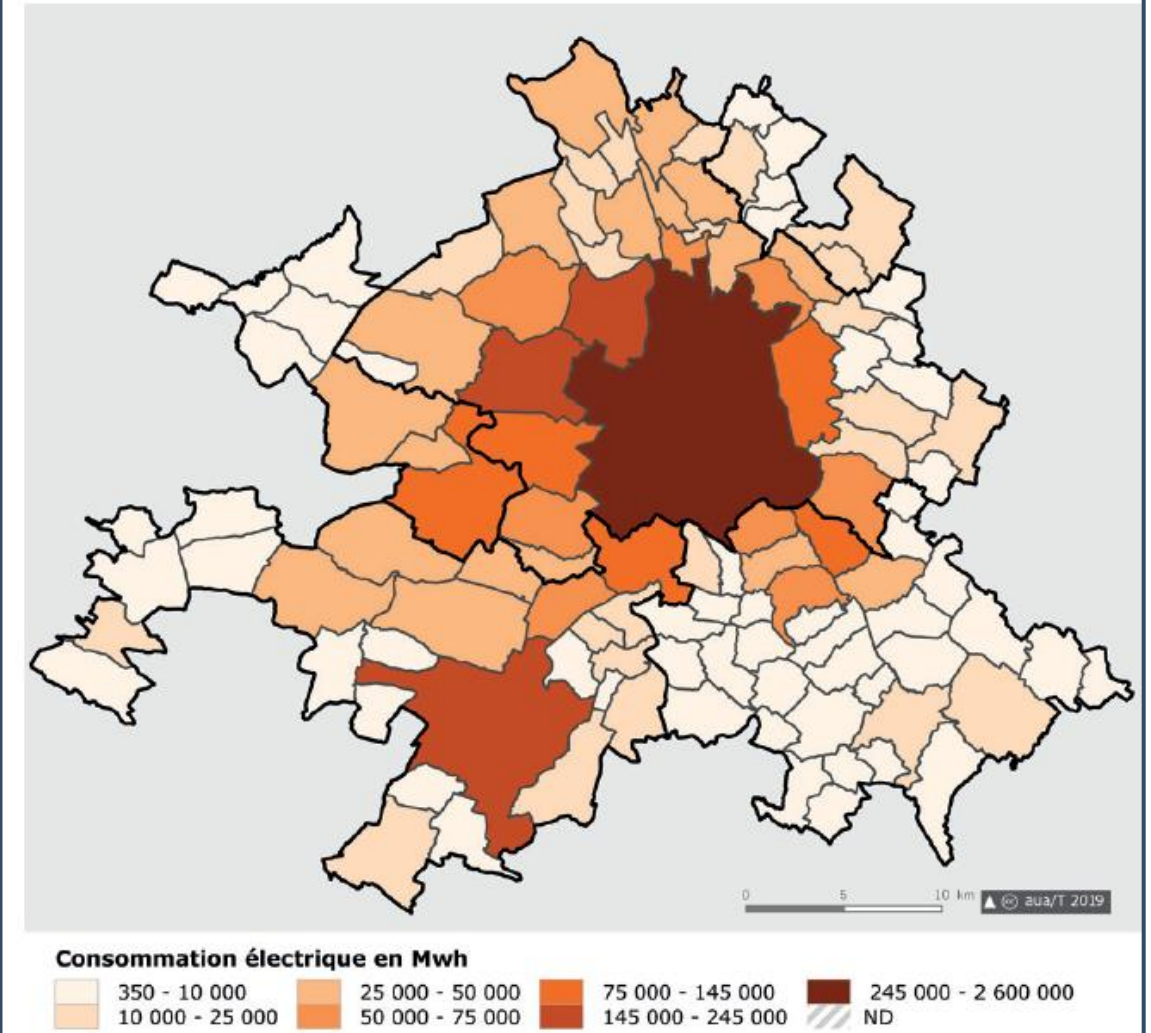 0 5 10 km
aua/T 2019
Consommation électrique en Mwh
350 - 10 000 25 000 - 50 000 75 000 - 145 000 245 000 - 2 600 000
10 000 - 25 000 50 000 - 75 000 145 000 - 245 000 ND